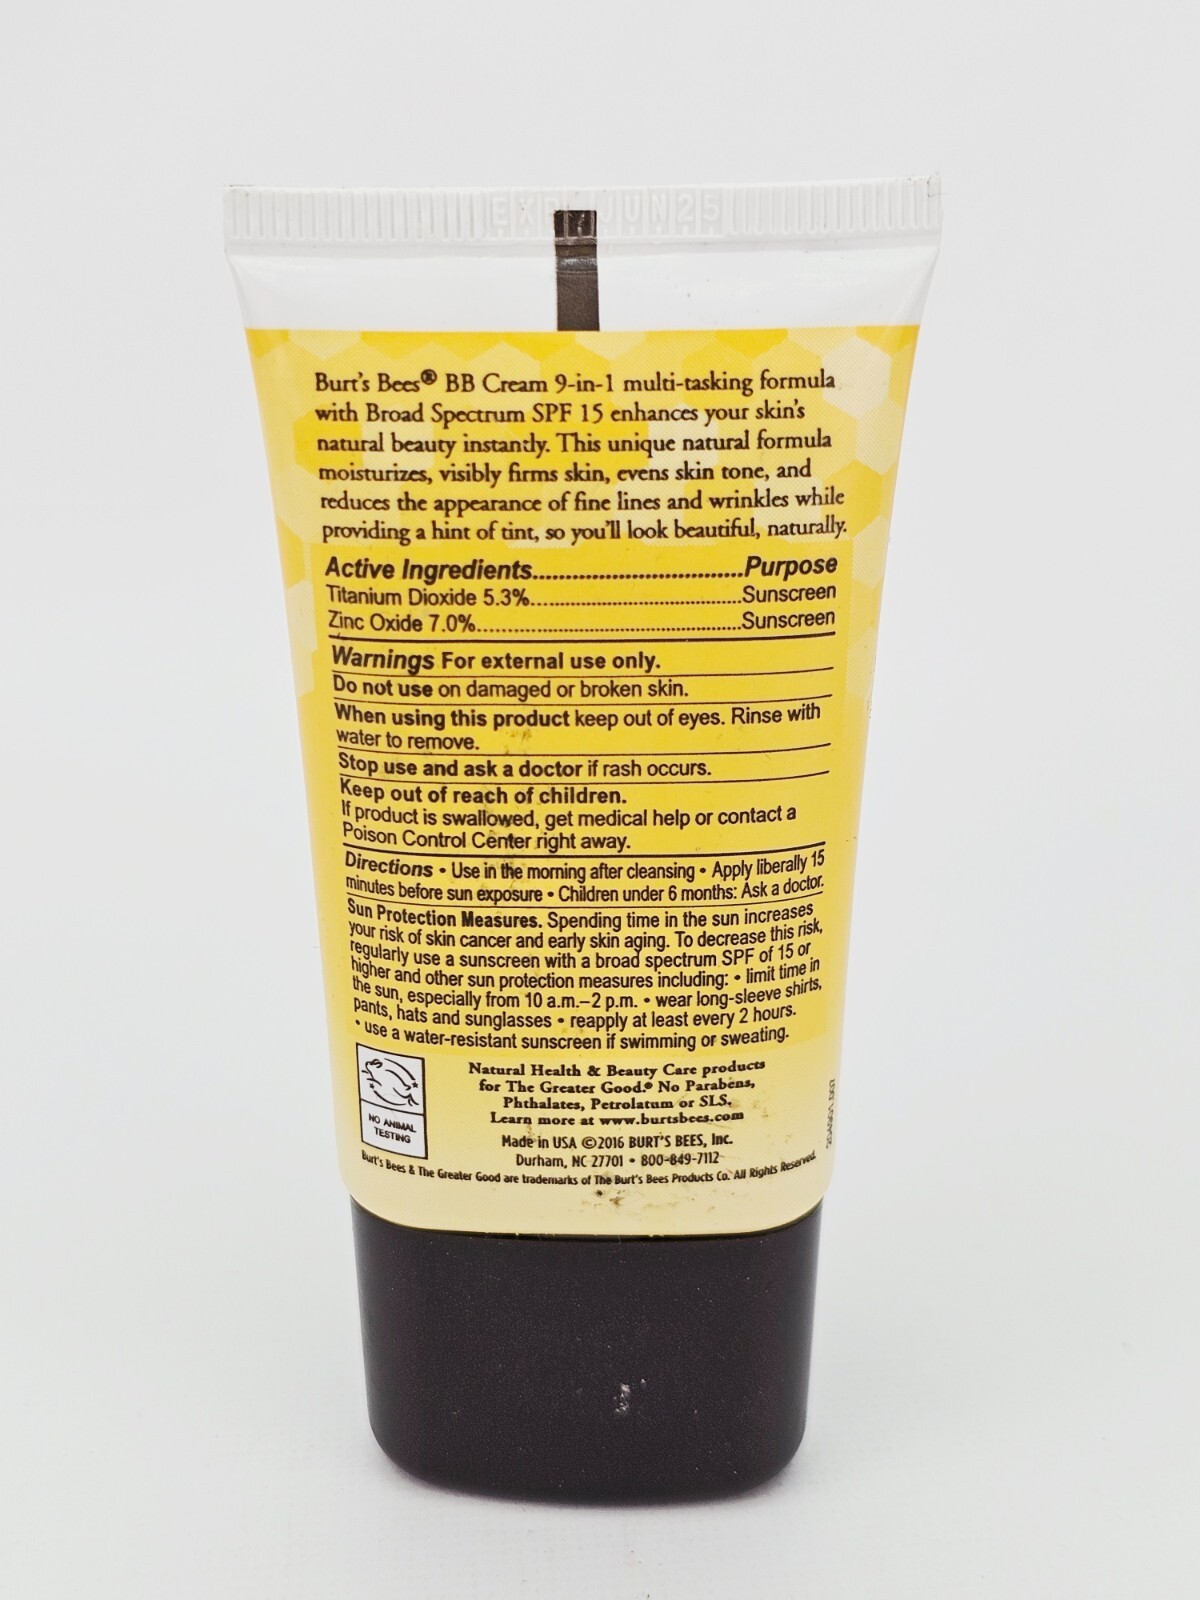 EXP JUN25
Burt's Bees® BB Cream 9-in-1 multi-tasking formula
with Broad Spectrum SPF 15 enhances your skin's
natural beauty instantly. This unique natural formula
moisturizes, visibly firms skin, evens skin tone, and
reduces the appearance of fine lines and wrinkles while
providing a hint of tint, so you'll look beautiful, naturally.
Active Ingredients................................Purpose
Titanium Dioxide 5.3%....................................Sunscreen
Zinc Oxide 7.0%.............................................Sunscreen
Warnings For external use only.
Do not use on damaged or broken skin.
When using this product keep out of eyes. Rinse with
water to remove.
Stop use and ask a doctor if rash occurs.
Keep out of reach of children.
If product is swallowed, get medical help or contact a
Poison Control Center right away.
Directions • Use in the morning after cleansing • Apply liberally 15
minutes before sun exposure • Children under 6 months: Ask a doctor.
Sun Protection Measures. Spending time in the sun increases
your risk of skin cancer and early skin aging. To decrease this risk,
regularly use a sunscreen with a broad spectrum SPF of 15 or
higher and other sun protection measures including: • limit time in
the sun, especially from 10 a.m.–2 p.m. • wear long-sleeve shirts,
pants, hats and sunglasses • reapply at least every 2 hours.
• use a water-resistant sunscreen if swimming or sweating.
NO ANIMAL
TESTING
Natural Health & Beauty Care products
for The Greater Good.® No Parabens,
Phthalates, Petrolatum or SLS.
Learn more at www.burtsbees.com
Made in USA ©2016 BURT'S BEES, Inc.
Durham, NC 27701 • 800-849-7112
Burt's Bees & The Greater Good are trademarks of The Burt's Bees Products Co. All Rights Reserved.